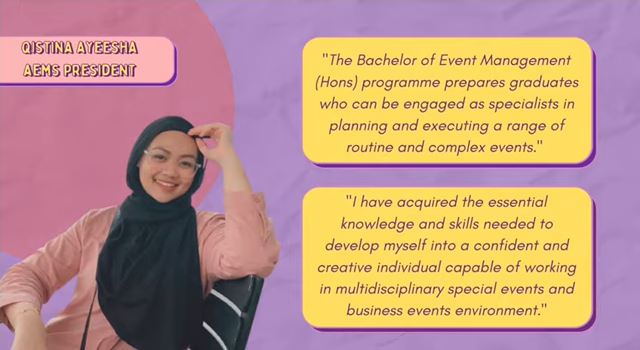 QISTINA AYEESHA
AEMS PRESIDENT
"The Bachelor of Event Management
(Hons) programme prepares graduates
who can be engaged as specialists in
planning and executing a range of
routine and complex events."
"I have acquired the essential
knowledge and skills needed to
develop myself into a confident and
creative individual capable of working
in multidisciplinary special events and
business events environment."